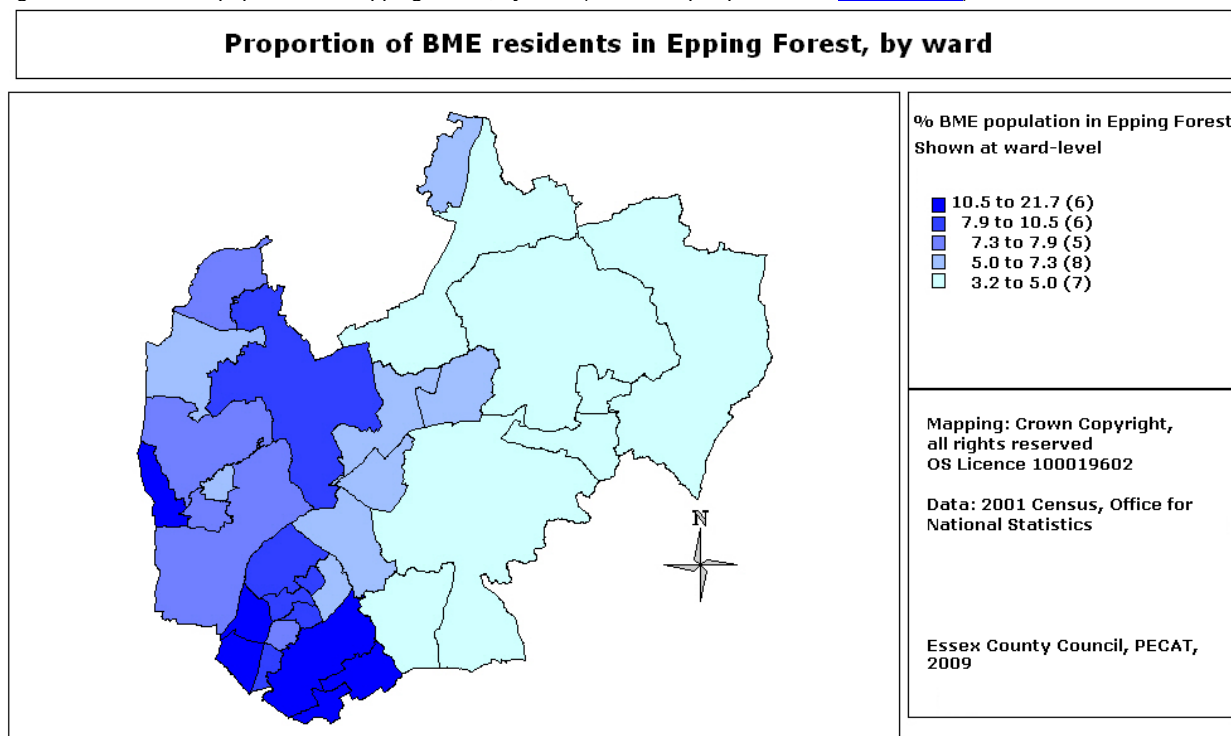 Proportion of BME residents in Epping Forest, by ward
% BME population in Epping Forest
Shown at ward-level
10.5 to 21.7 (6)
7.9 to 10.5 (6)
7.3 to 7.9 (5)
5.0 to 7.3 (8)
3.2 to 5.0 (7)
Mapping: Crown Copyright,
all rights reserved
OS Licence 100019602
Data: 2001 Census, Office for
National Statistics
N
Essex County Council, PECAT,
2009